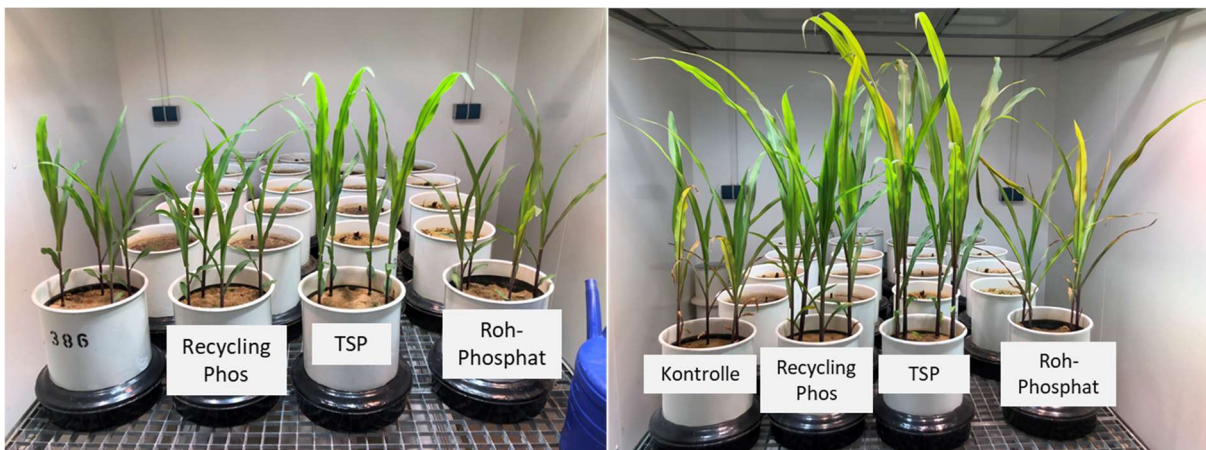 386
Recycling
Phos
TSP
Roh-
Phosphat
Kontrolle
Recycling
Phos
TSP
Roh-
Phosphat